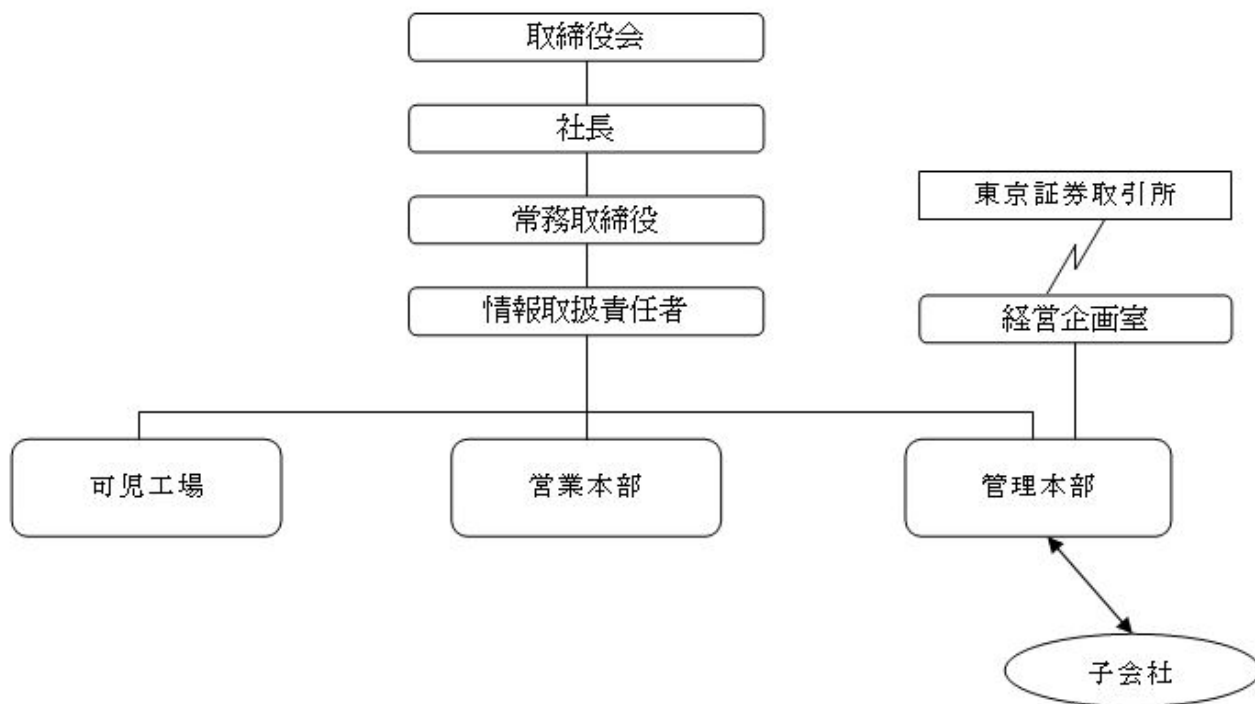 取締役会
社長
常務取締役
情報取扱責任者
東京証券取引所
経営企画室
可児工場
営業本部
管理本部
子会社